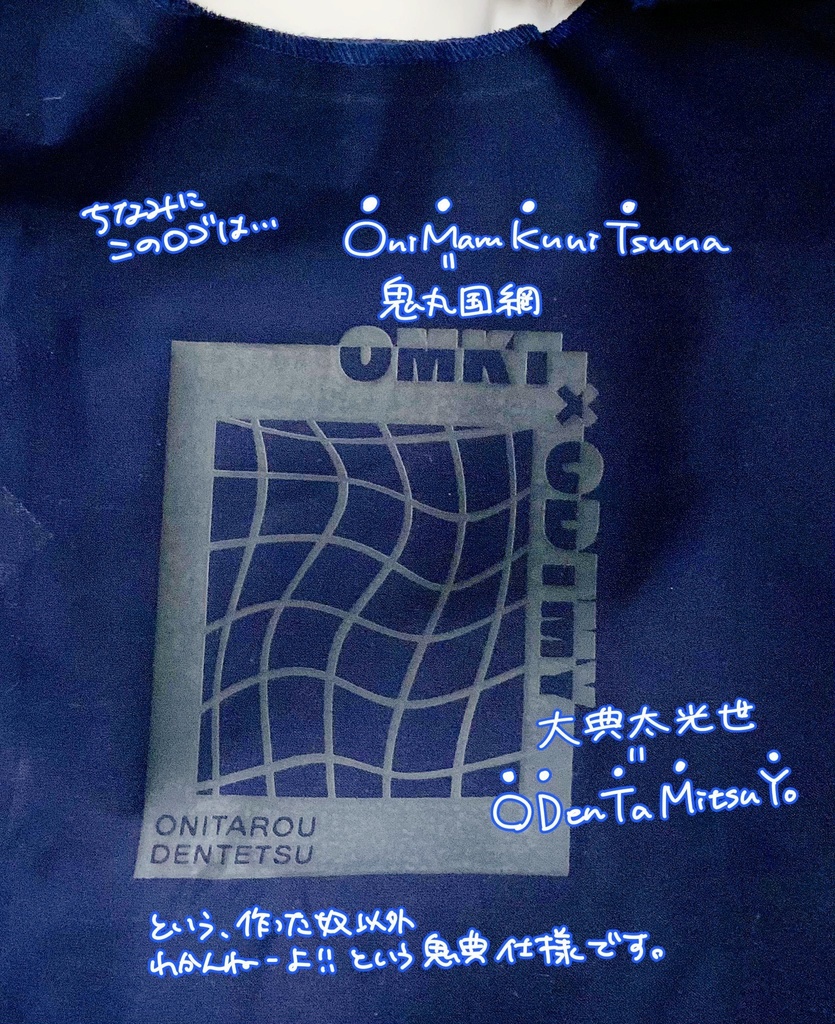 ちなみに
このロゴは…
OniMaru KuniTsuna
=
鬼丸国綱
OMKT
×
ODTMY
大典太光世
=
ODenTaMitsuYo
ONITAROU
DENTETSU
という、作った奴以外
わかんねーよ!!という鬼典仕様です。